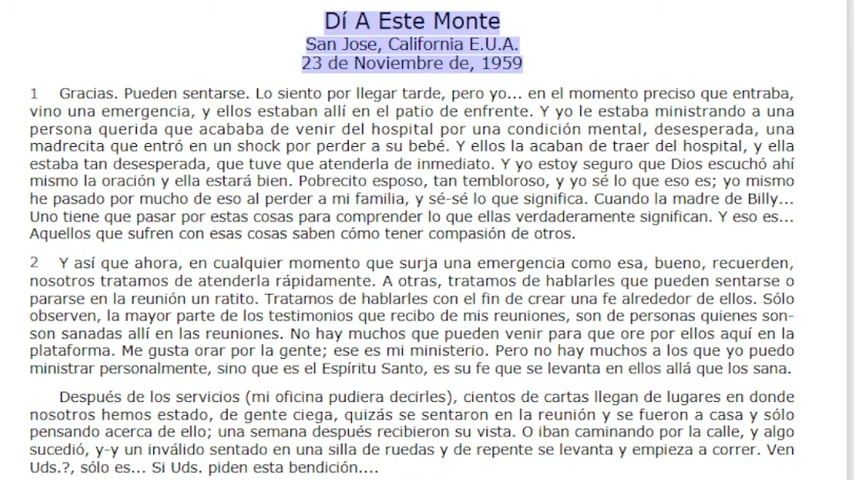 Dí A Este Monte
San Jose, California E.U.A.
23 de Noviembre de, 1959
1 Gracias. Pueden sentarse. Lo siento por llegar tarde, pero yo... en el momento preciso que entraba,
vino una emergencia, y ellos estaban allí en el patio de enfrente. Y yo le estaba ministrando a una
persona querida que acababa de venir del hospital por una condición mental, desesperada, una
madrecita que entró en un shock por perder a su bebé. Y ellos la acaban de traer del hospital, y ella
estaba tan desesperada, que tuve que atenderla de inmediato. Y yo estoy seguro que Dios escuchó ahí
mismo la oración y ella estará bien. Pobrecito esposo, tan tembloroso, y yo sé lo que eso es; yo mismo
he pasado por mucho de eso al perder a mi familia, y sé-sé lo que significa. Cuando la madre de Billy...
Uno tiene que pasar por estas cosas para comprender lo que ellas verdaderamente significan. Y eso es...
Aquellos que sufren con esas cosas saben cómo tener compasión de otros.
2 Y así que ahora, en cualquier momento que surja una emergencia como esa, bueno, recuerden,
nosotros tratamos de atenderla rápidamente. A otras, tratamos de hablarles que pueden sentarse o
pararse en la reunión un ratito. Tratamos de hablarles con el fin de crear una fe alrededor de ellos. Sólo
observen, la mayor parte de los testimonios que recibo de mis reuniones, son de personas quienes son-
son sanadas allí en las reuniones. No hay muchos que pueden venir para que ore por ellos aquí en la
plataforma. Me gusta orar por la gente; ese es mi ministerio. Pero no hay muchos a los que yo puedo
ministrar personalmente, sino que es el Espíritu Santo, es su fe que se levanta en ellos allá que los sana.
Después de los servicios (mi oficina pudiera decirles), cientos de cartas llegan de lugares en donde
nosotros hemos estado, de gente ciega, quizás se sentaron en la reunión y se fueron a casa y sólo
pensando acerca de ello; una semana después recibieron su vista. O iban caminando por la calle, y algo
sucedió, y-y un inválido sentado en una silla de ruedas y de repente se levanta y empieza a correr. Ven
Uds.?, sólo es... Si Uds. piden esta bendición....